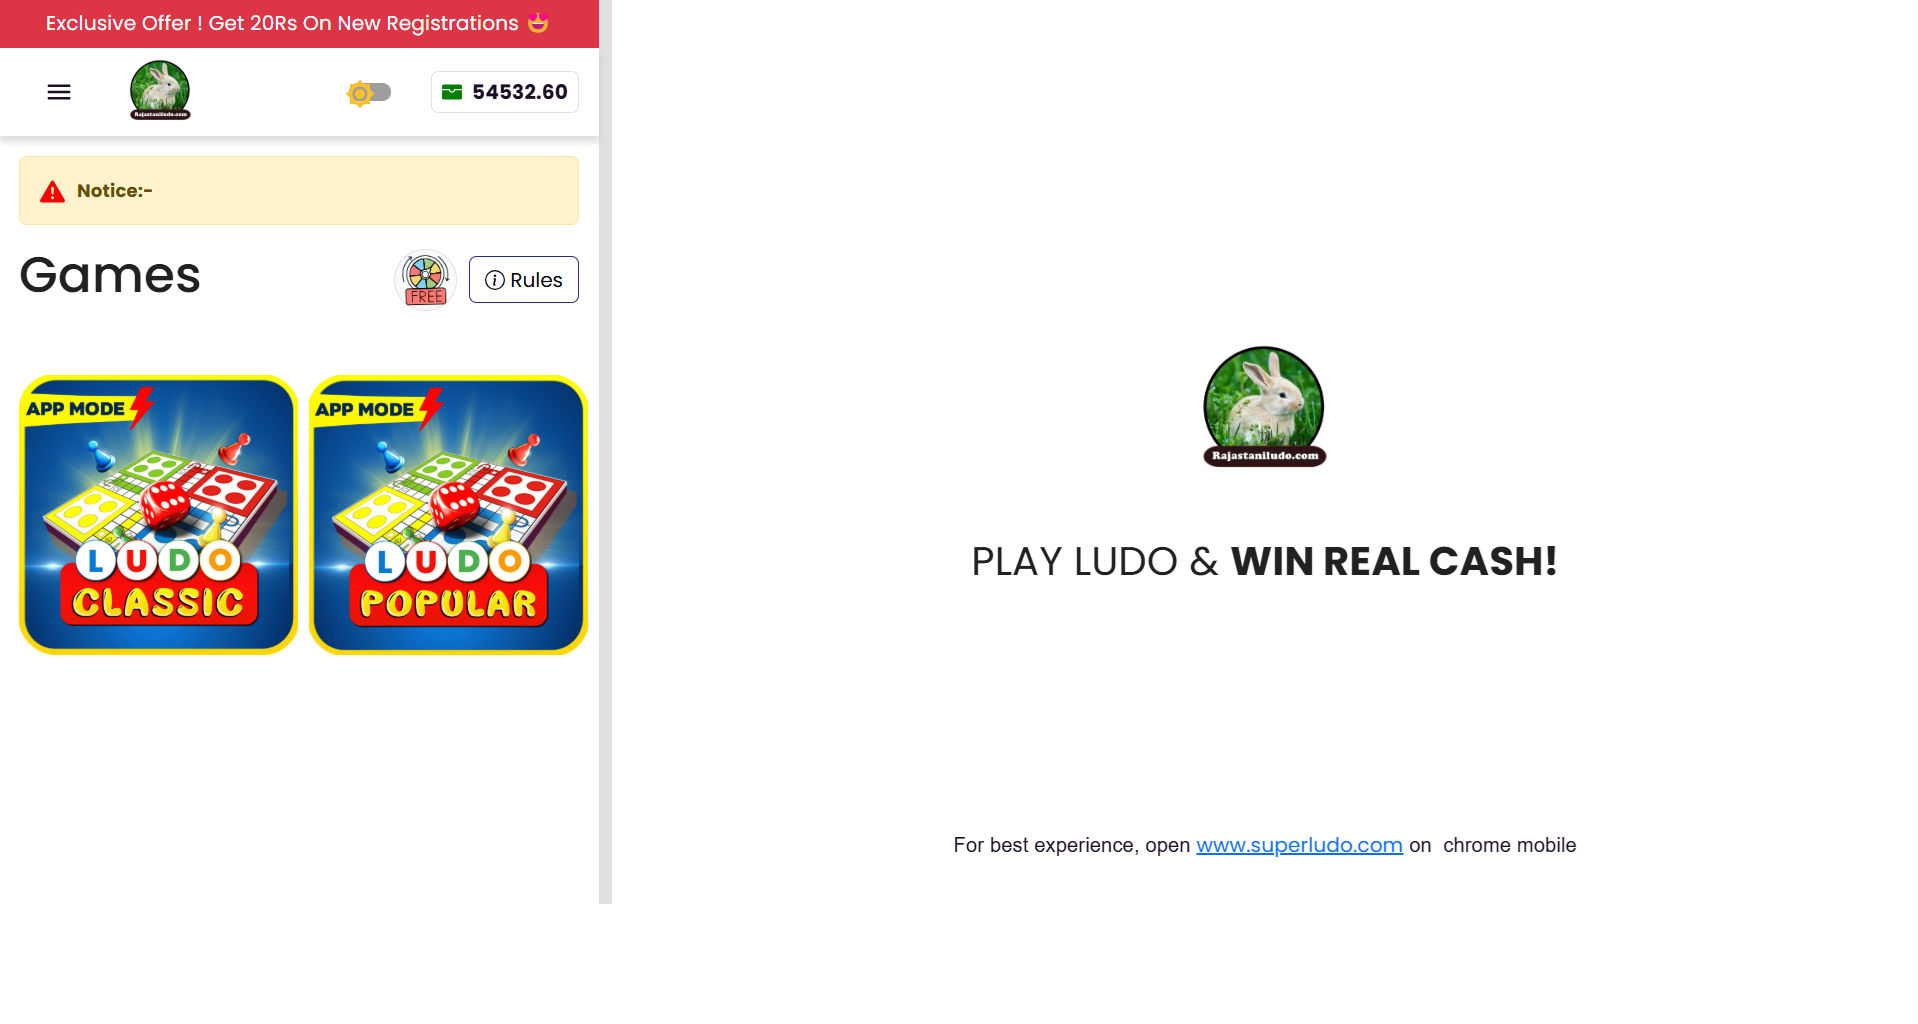 Exclusive Offer ! Get 20Rs On New Registrations 🤩
Rajastaniludo.com
54532.60
Notice:-
Games
FREE
Rules
APP MODE
LUDO
CLASSIC
APP MODE
LUDO
POPULAR
Rajastaniludo.com
PLAY LUDO & WIN REAL CASH!
For best experience, open www.superludo.com on chrome mobile